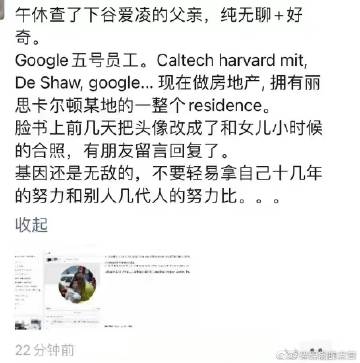 午休查了下谷爱凌的父亲，纯无聊+好
奇。
Google五号员工。Caltech harvard mit,
De Shaw, google... 现在做房地产, 拥有丽
思卡尔顿某地的一整个residence。
脸书上前几天把头像改成了和女儿小时候
的合照，有朋友留言回复了。
基因还是无敌的，不要轻易拿自己十几年
的努力和别人几代人的努力比。。。
收起
22分钟前